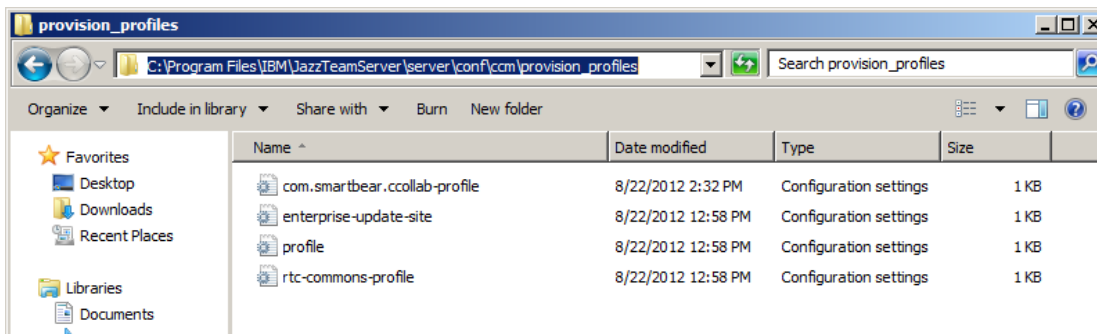 provision_profiles
C:\Program Files\IBM\JazzTeamServer\server\conf\ccm\provision_profiles Search provision_profiles
Organize Include in library Share with Burn New folder
Favorites
Desktop
Downloads
Recent Places
Libraries
Documents
Name Date modified Type Size
com.smartbear.ccollab-profile 8/22/2012 2:32 PM Configuration settings 1 KB
enterprise-update-site 8/22/2012 12:58 PM Configuration settings 1 KB
profile 8/22/2012 12:58 PM Configuration settings 1 KB
rtc-commons-profile 8/22/2012 12:58 PM Configuration settings 1 KB